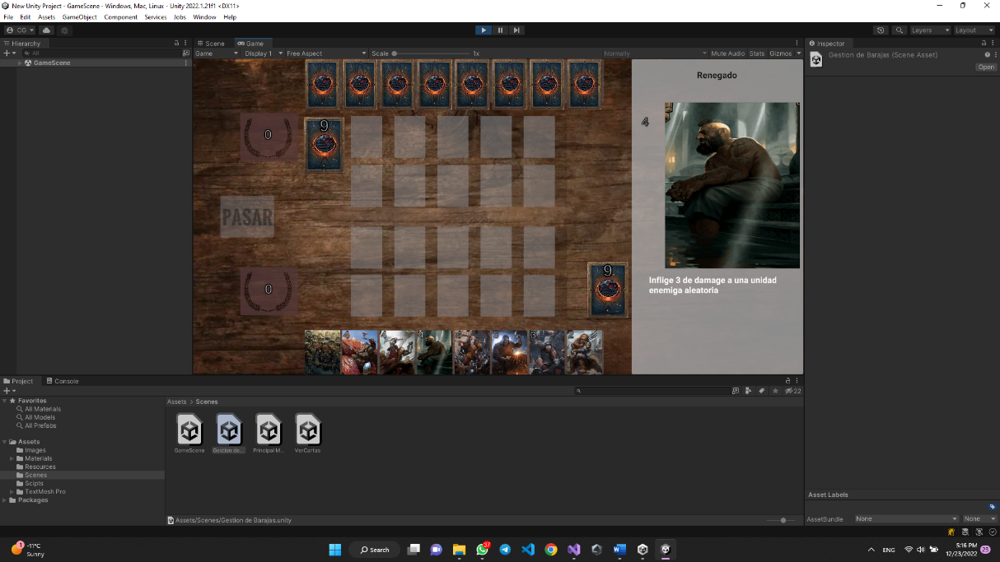 New Unity Project - GameScene - Windows, Mac, Linux - Unity 2022.1.21f1 <DX11>
File Edit Assets GameObject Component Services Jobs Window Help
CG
Layers
Layout
Hierarchy
All
GameScene
Scene
Game
Game
Display 1
Free Aspect
Scale
1x
Normally
Mute Audio
Stats
Gizmos
0
9
PASAR
0
9
Renegado
4
Inflige 3 de damage a una unidad
enemiga aleatoria
Inspector
Gestion de Barajas (Scene Asset)
Open
Project
Console
22
Favorites
All Materials
All Models
All Prefabs
Assets
Images
Materials
Resources
Scenes
Scipts
TextMesh Pro
Packages
Assets > Scenes
GameScene
Gestion de...
Principal M...
VerCartas
Assets/Scenes/Gestion de Barajas.unity
Asset Labels
AssetBundle
None
None
1
-11°C
Sunny
Search
37
ENG
5:16 PM
12/23/2022
23